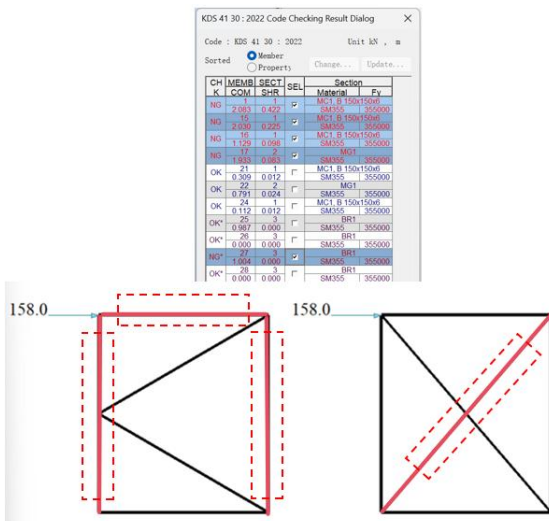 KDS 41 30 : 2022 Code Checking Result Dialog
Code : KDS 41 30 : 2022 Unit kN , m
Sorted Member
Property Change... Update...
CH MEMB SECT SEL Section
K COM SHR Material Fy
NG 1 1 MC1, B 150x150x6
2.083 0.422 SM355 355000
NG 15 1 MC1, B 150x150x6
2.030 0.225 SM355 355000
NG 16 1 MC1, B 150x150x6
1.129 0.098 SM355 355000
NG 17 2 MG1
1.933 0.083 SM355 355000
OK 21 1 MC1, B 150x150x6
0.309 0.012 SM355 355000
OK 22 2 MG1
0.791 0.024 SM355 355000
OK 24 1 MC1, B 150x150x6
0.112 0.012 SM355 355000
OK* 25 3 BR1
0.987 0.000 SM355 355000
OK* 26 3 BR1
0.000 0.000 SM355 355000
NG* 27 3 BR1
1.004 0.000 SM355 355000
OK* 28 3 BR1
0.000 0.000 SM355 355000
158.0 158.0